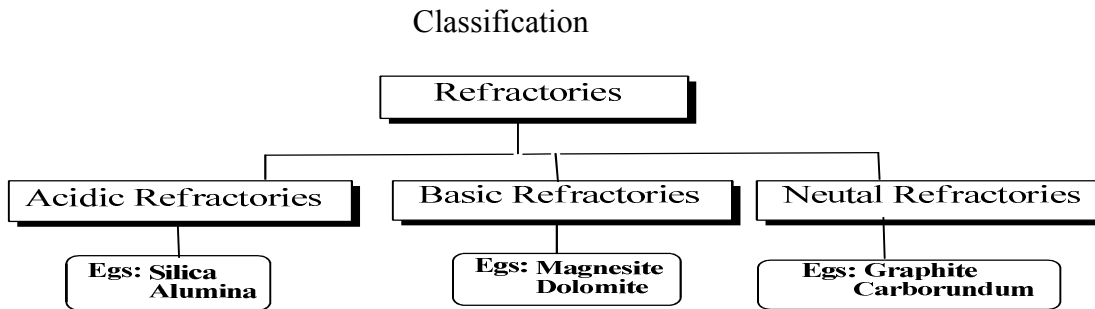 Classification
Refractories
Acidic Refractories
Basic Refractories
Neutal Refractories
Egs: Silica
Alumina
Egs: Magnesite
Dolomite
Egs: Graphite
Carborundum